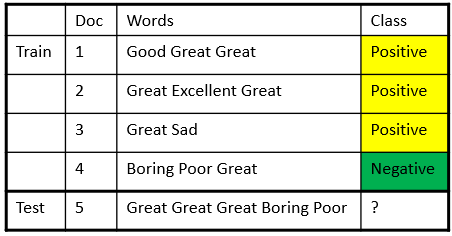 Doc Words Class
Train 1 Good Great Great Positive
2 Great Excellent Great Positive
3 Great Sad Positive
4 Boring Poor Great Negative
Test 5 Great Great Great Boring Poor ?